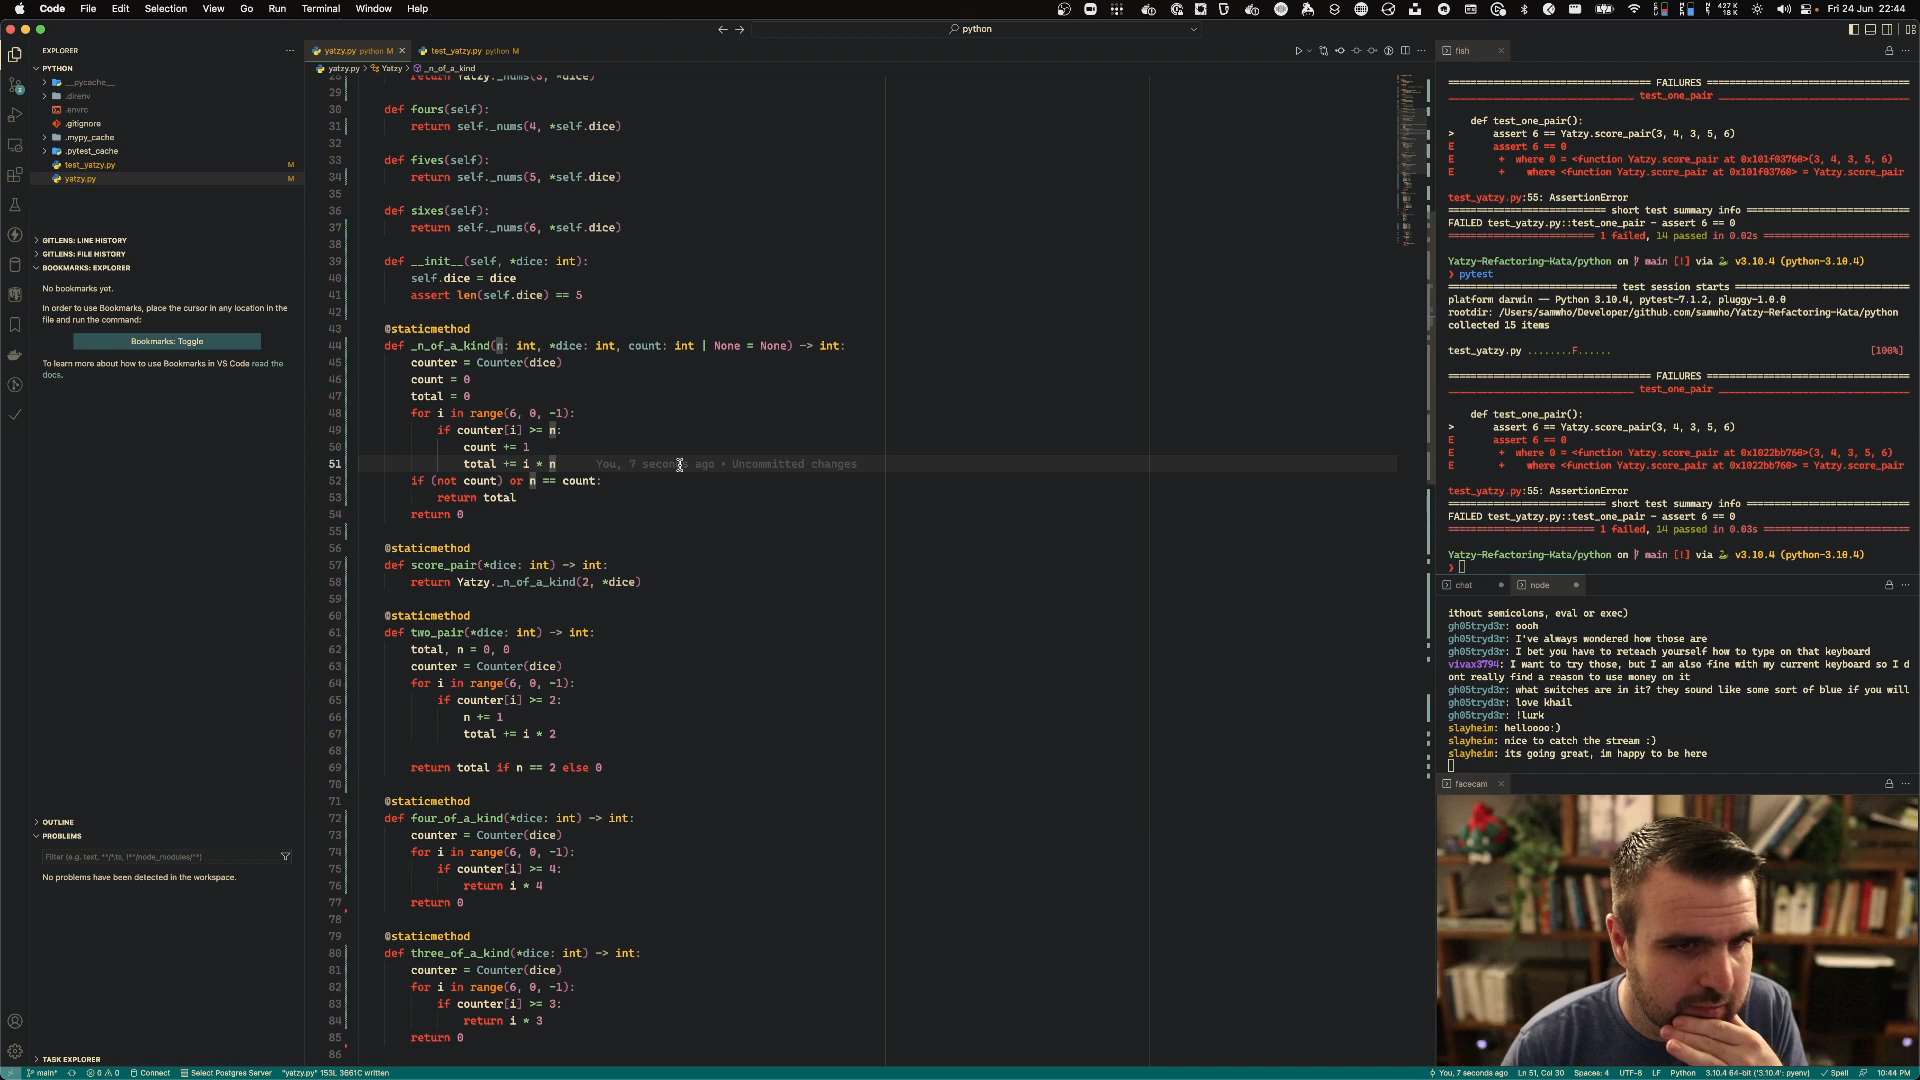 Code File Edit Selection View Go Run Terminal Window Help
427 K
18 K
Fri 24 Jun 22:44
python
EXPLORER
PYTHON
__pycache__
.direnv
.envrc
.gitignore
.mypy_cache
.pytest_cache
test_yatzy.py M
yatzy.py M
GITLENS: LINE HISTORY
GITLENS: FILE HISTORY
BOOKMARKS: EXPLORER
No bookmarks yet.
In order to use Bookmarks, place the cursor in any location in the
file and run the command:
Bookmarks: Toggle
To learn more about how to use Bookmarks in VS Code read the
docs.
OUTLINE
PROBLEMS
Filter (e.g. text, **/*.ts, !**/node_modules/**)
No problems have been detected in the workspace.
TASK EXPLORER
yatzy.py python M
test_yatzy.py python M
yatzy.py > Yatzy > _n_of_a_kind
28 return Yatzy._nums(3, *dice)
29
30 def fours(self):
31 return self._nums(4, *self.dice)
32
33 def fives(self):
34 return self._nums(5, *self.dice)
35
36 def sixes(self):
37 return self._nums(6, *self.dice)
38
39 def __init__(self, *dice: int):
40 self.dice = dice
41 assert len(self.dice) == 5
42
43 @staticmethod
44 def _n_of_a_kind(n: int, *dice: int, count: int | None = None) -> int:
45 counter = Counter(dice)
46 count = 0
47 total = 0
48 for i in range(6, 0, -1):
49 if counter[i] >= n:
50 count += 1
51 total += i * n You, 7 seconds ago • Uncommitted changes
52 if (not count) or n == count:
53 return total
54 return 0
55
56 @staticmethod
57 def score_pair(*dice: int) -> int:
58 return Yatzy._n_of_a_kind(2, *dice)
59
60 @staticmethod
61 def two_pair(*dice: int) -> int:
62 total, n = 0, 0
63 counter = Counter(dice)
64 for i in range(6, 0, -1):
65 if counter[i] >= 2:
66 n += 1
67 total += i * 2
68
69 return total if n == 2 else 0
70
71 @staticmethod
72 def four_of_a_kind(*dice: int) -> int:
73 counter = Counter(dice)
74 for i in range(6, 0, -1):
75 if counter[i] >= 4:
76 return i * 4
77 return 0
78
79 @staticmethod
80 def three_of_a_kind(*dice: int) -> int:
81 counter = Counter(dice)
82 for i in range(6, 0, -1):
83 if counter[i] >= 3:
84 return i * 3
85 return 0
86
fish
=================================== FAILURES ===================================
________________________________ test_one_pair _________________________________
def test_one_pair():
> assert 6 == Yatzy.score_pair(3, 4, 3, 5, 6)
E assert 6 == 0
E + where 0 = <function Yatzy.score_pair at 0x101f03760>(3, 4, 3, 5, 6)
E + where <function Yatzy.score_pair at 0x101f03760> = Yatzy.score_pair
test_yatzy.py:55: AssertionError
=========================== short test summary info ============================
FAILED test_yatzy.py::test_one_pair - assert 6 == 0
========================= 1 failed, 14 passed in 0.02s =========================
Yatzy-Refactoring-Kata/python on main [!] via v3.10.4 (python-3.10.4)
❯ pytest
============================= test session starts ==============================
platform darwin -- Python 3.10.4, pytest-7.1.2, pluggy-1.0.0
rootdir: /Users/samwho/Developer/github.com/samwho/Yatzy-Refactoring-Kata/python
collected 15 items
test_yatzy.py ........F...... [100%]
=================================== FAILURES ===================================
________________________________ test_one_pair _________________________________
def test_one_pair():
> assert 6 == Yatzy.score_pair(3, 4, 3, 5, 6)
E assert 6 == 0
E + where 0 = <function Yatzy.score_pair at 0x1022bb760>(3, 4, 3, 5, 6)
E + where <function Yatzy.score_pair at 0x1022bb760> = Yatzy.score_pair
test_yatzy.py:55: AssertionError
=========================== short test summary info ============================
FAILED test_yatzy.py::test_one_pair - assert 6 == 0
========================= 1 failed, 14 passed in 0.03s =========================
Yatzy-Refactoring-Kata/python on main [!] via v3.10.4 (python-3.10.4)
❯
chat
node
ithout semicolons, eval or exec)
gh05tryd3r: oooh
gh05tryd3r: I've always wondered how those are
gh05tryd3r: I bet you have to reteach yourself how to type on that keyboard
vivax3794: I want to try those, but I am also fine with my current keyboard so I d
ont really find a reason to use money on it
gh05tryd3r: what switches are in it? they sound like some sort of blue if you will
gh05tryd3r: love khail
gh05tryd3r: !lurk
slayheim: helloooo:)
slayheim: nice to catch the stream :)
slayheim: its going great, im happy to be here
facecam
main* 0 0 Connect Select Postgres Server "yatzy.py" 153L 3661C written
You, 7 seconds ago Ln 51, Col 30 Spaces: 4 UTF-8 LF Python 3.10.4 64-bit ('3.10.4': pyenv) Spell 10:44 PM